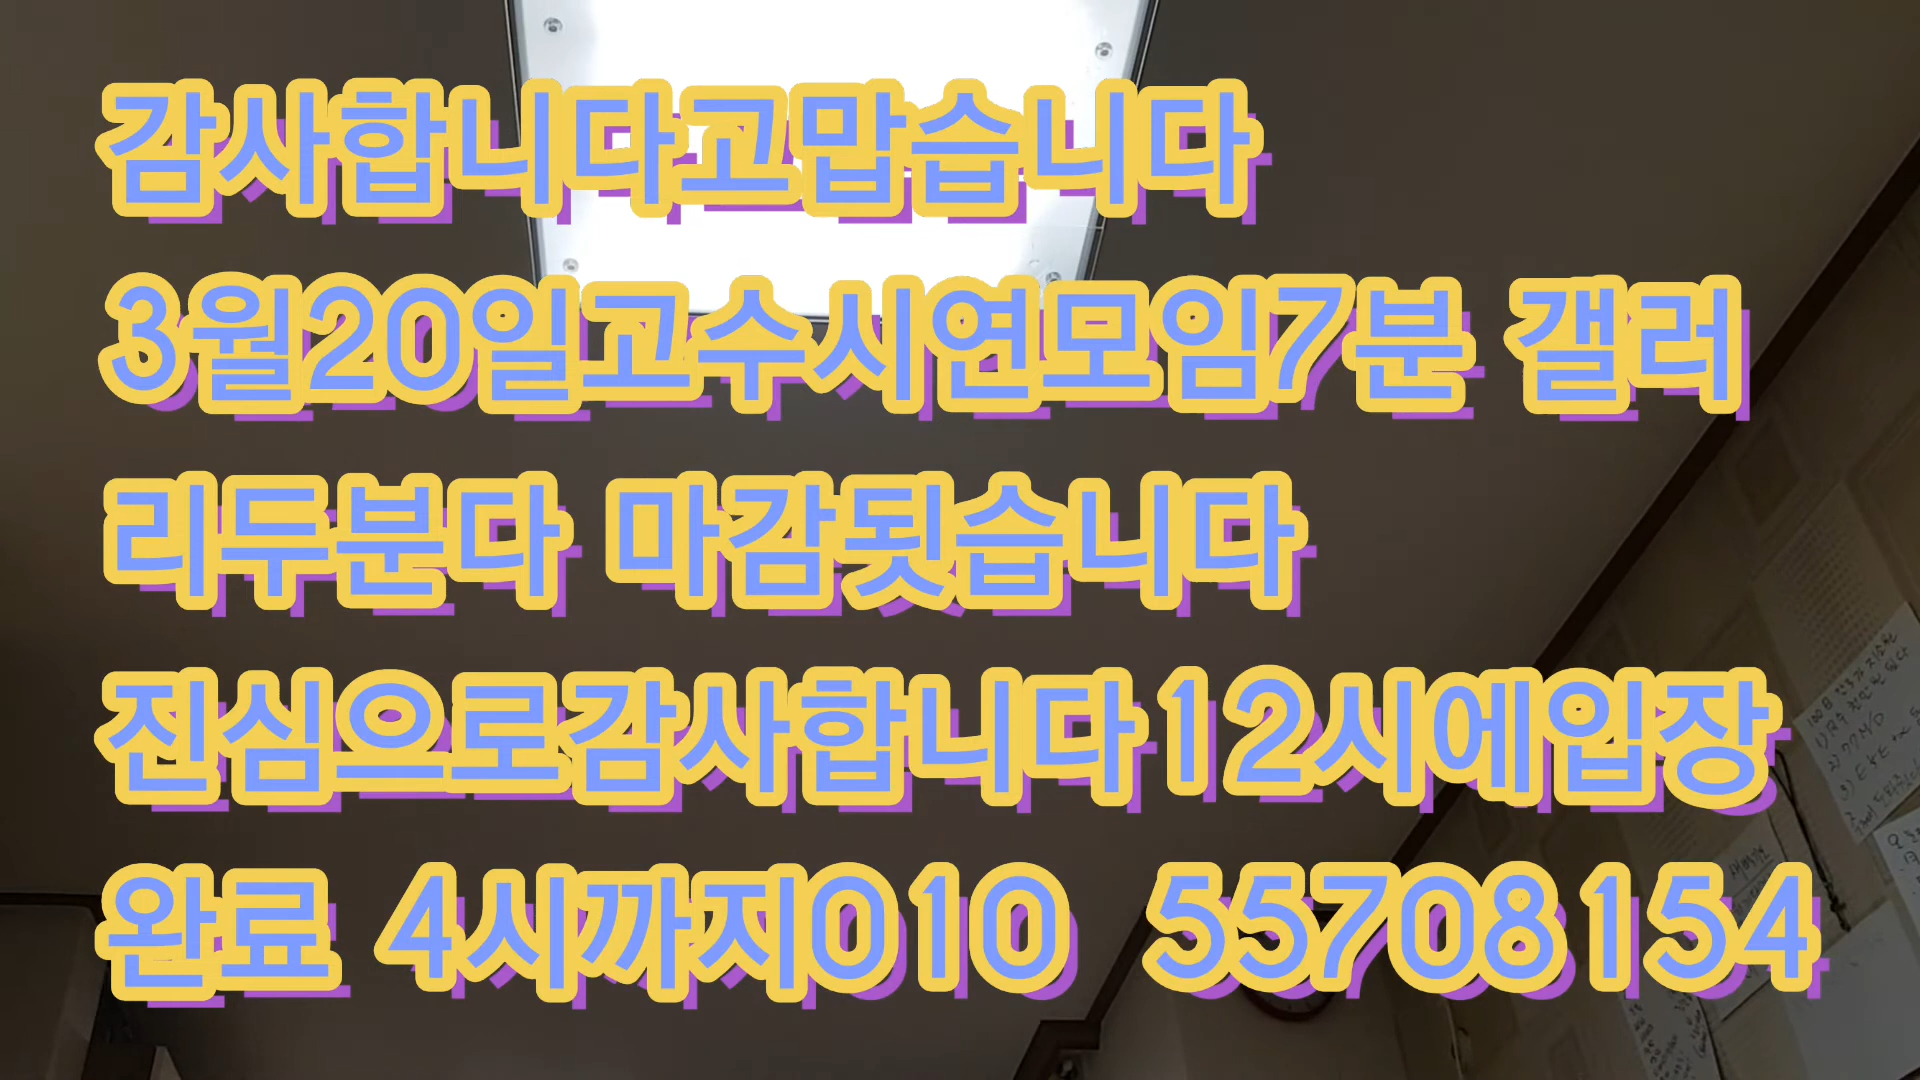 감사합니다고맙습니다
3월20일고수시연모임7분 갤러
리두분다 마감됫습니다
진심으로감사합니다12시에입장
완료 4시까지010  55708154